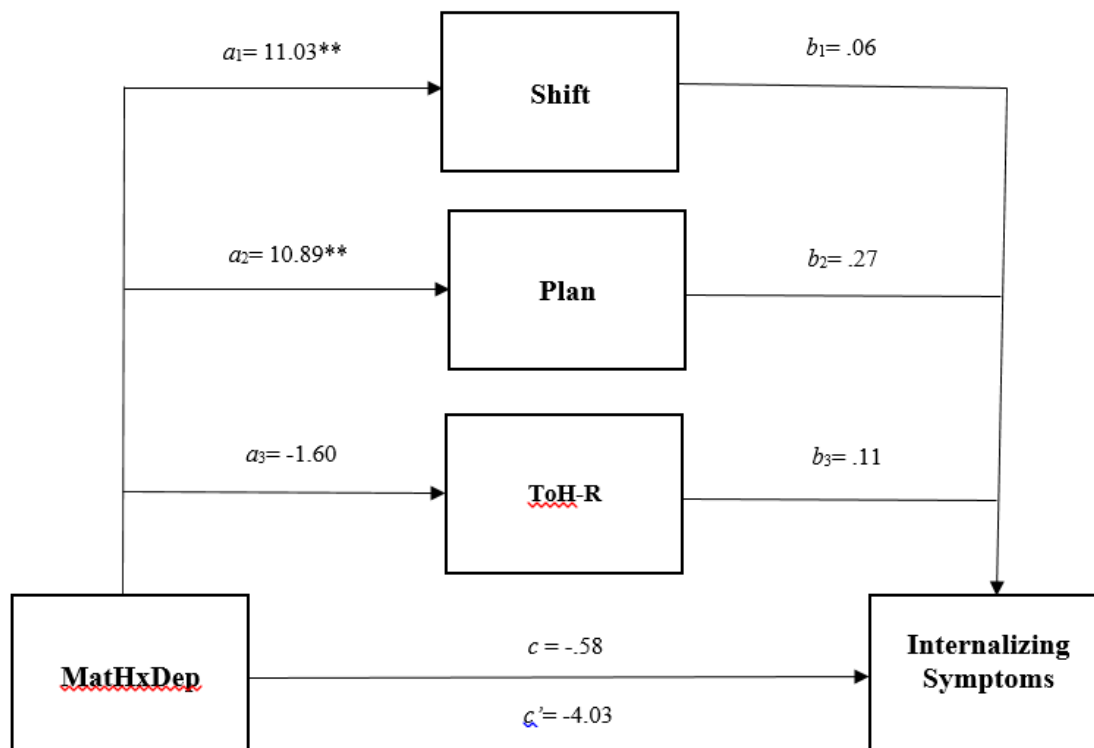 a1= 11.03**
b1= .06
Shift
a2= 10.89**
b2= .27
Plan
a3= -1.60
b3= .11
ToH-R
c = -.58
MatHxDep
Internalizing
Symptoms
c’= -4.03